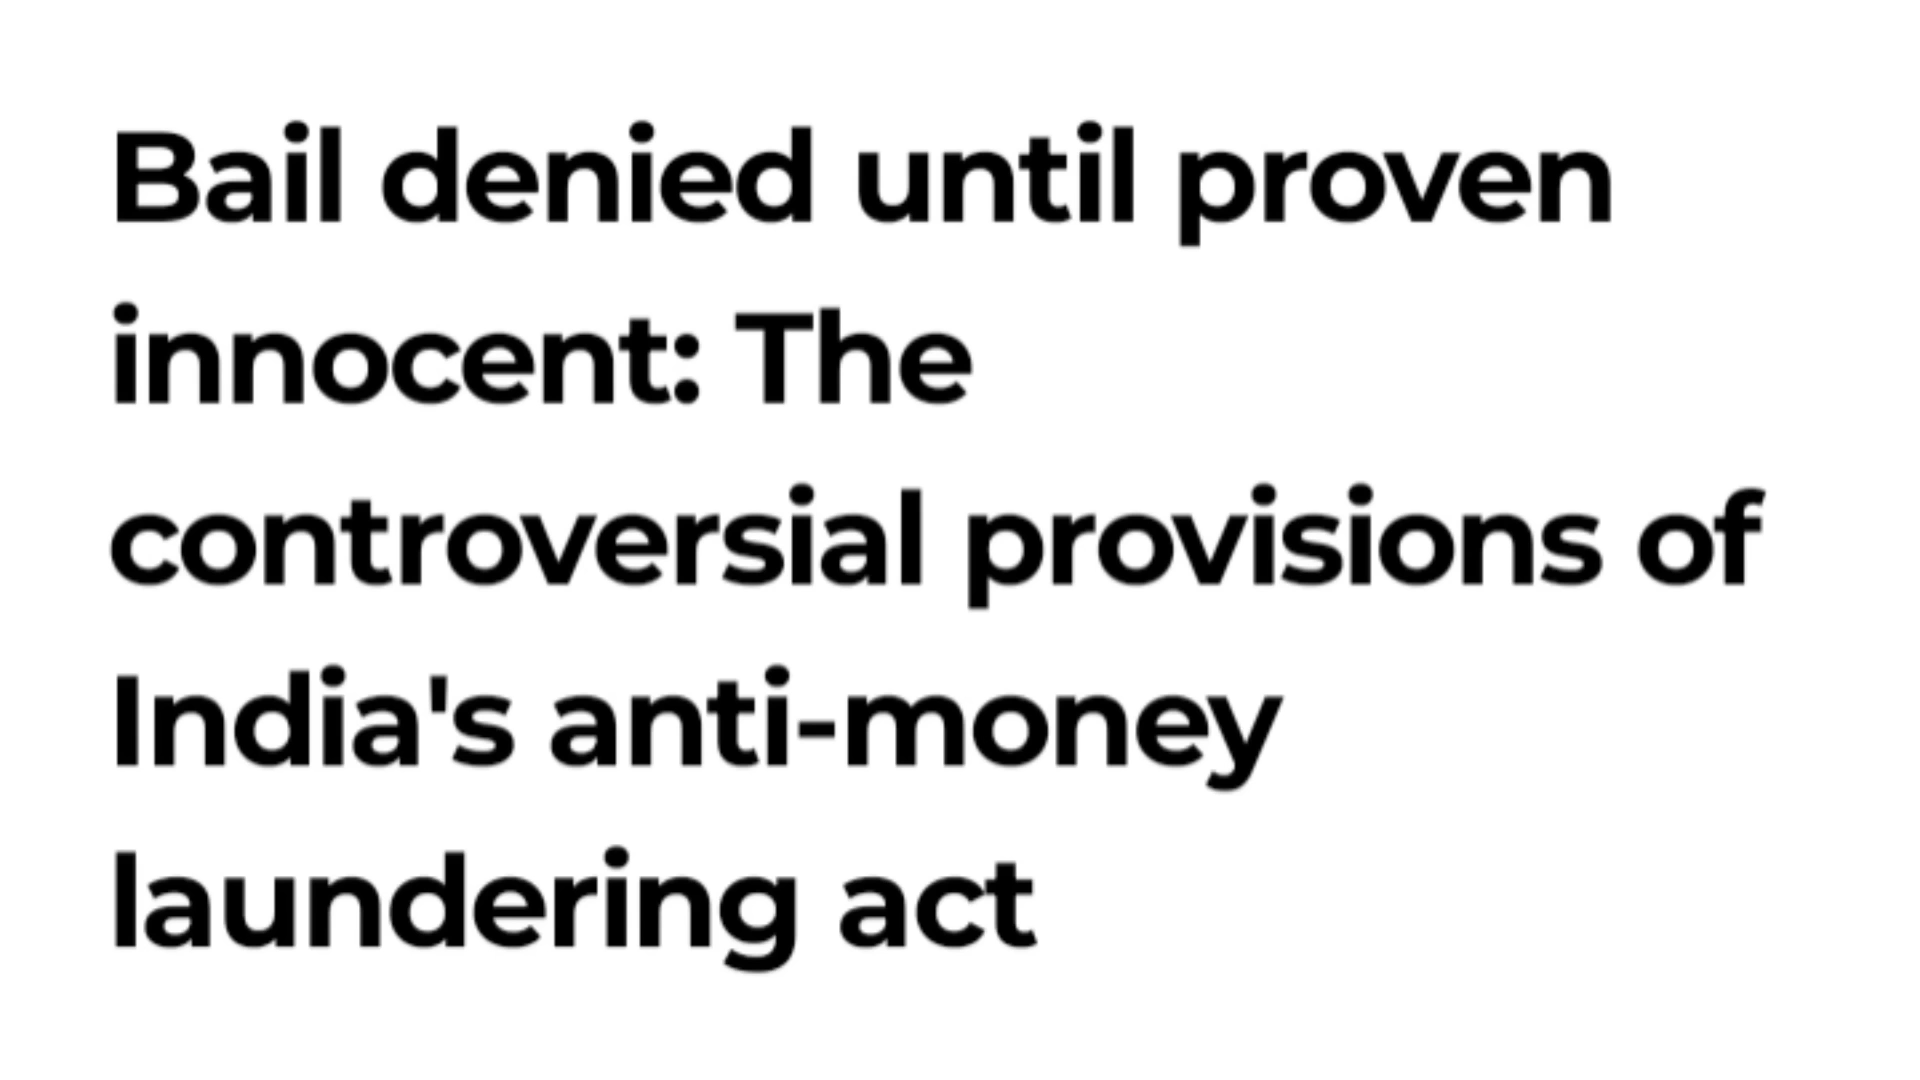 Bail denied until proven
innocent: The
controversial provisions of
India's anti-money
laundering act